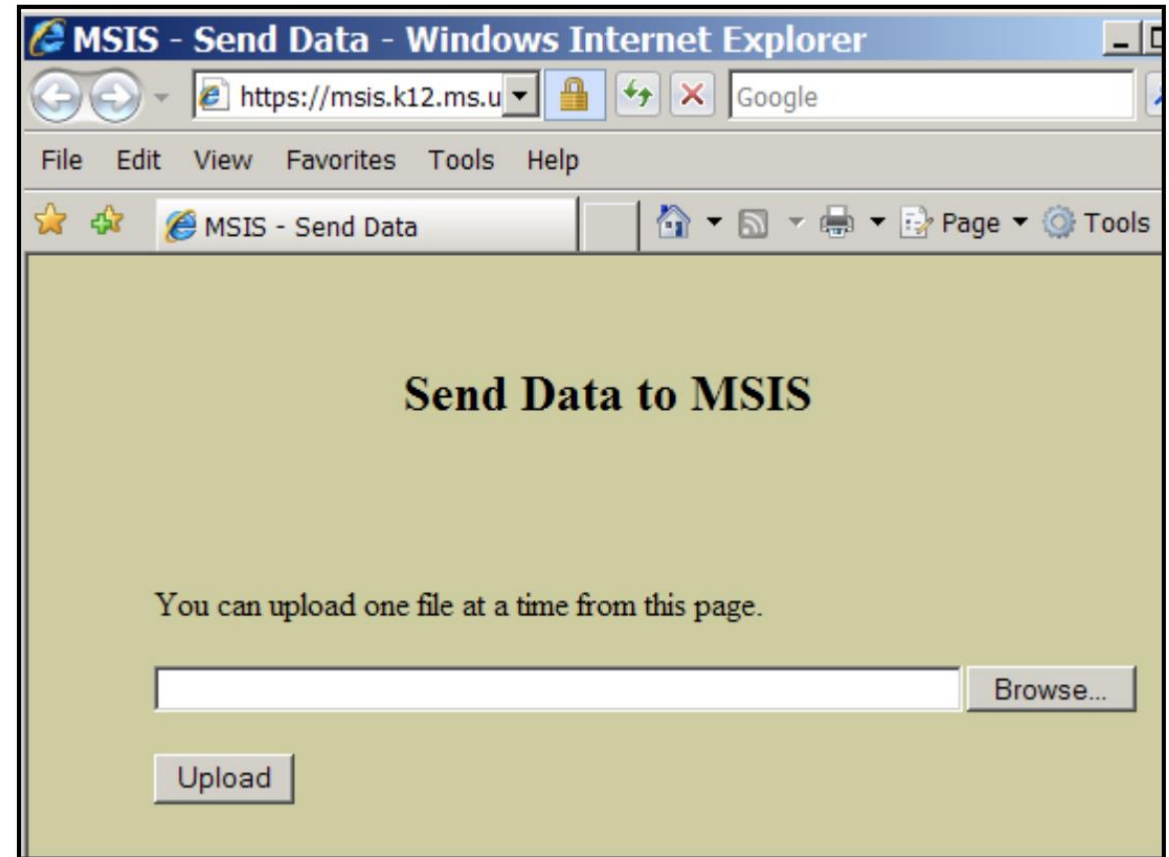 MSIS - Send Data - Windows Internet Explorer
https://msis.k12.ms.u Google
File Edit View Favorites Tools Help
MSIS - Send Data Page Tools
Send Data to MSIS
You can upload one file at a time from this page.
Browse...
Upload